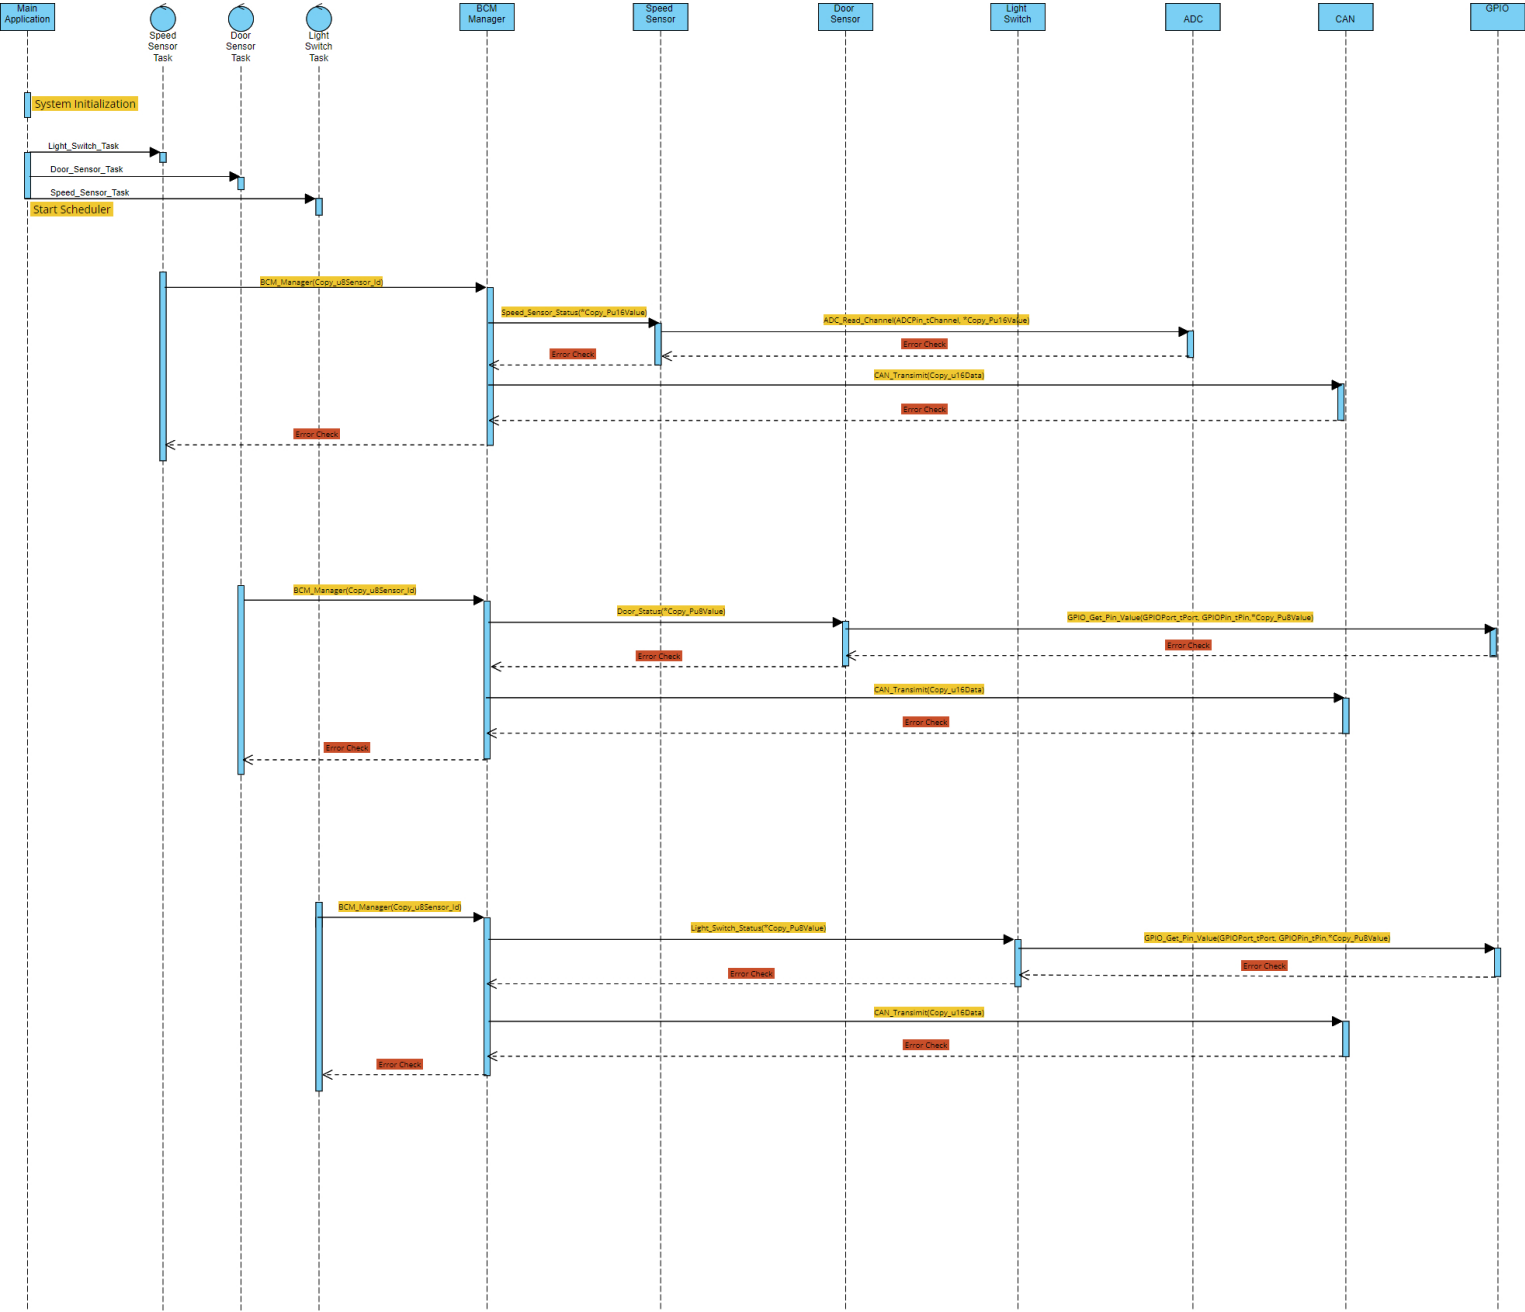 Main
Application
Speed
Sensor
Task
Door
Sensor
Task
Light
Switch
Task
BCM
Manager
Speed
Sensor
Door
Sensor
Light
Switch
ADC
CAN
GPIO
System Initialization
Light_Switch_Task
Door_Sensor_Task
Speed_Sensor_Task
Start Scheduler
BCM_Manager(Copy_u8Sensor_Id)
Speed_Sensor_Status(*Copy_Pu16Value)
ADC_Read_Channel(ADCPin_tChannel, *Copy_Pu16Value)
Error Check
Error Check
CAN_Transimit(Copy_u16Data)
Error Check
Error Check
BCM_Manager(Copy_u8Sensor_Id)
Door_Status(*Copy_Pu8Value)
GPIO_Get_Pin_Value(GPIOPort_tPort, GPIOPin_tPin,*Copy_Pu8Value)
Error Check
Error Check
CAN_Transimit(Copy_u16Data)
Error Check
Error Check
BCM_Manager(Copy_u8Sensor_Id)
Light_Switch_Status(*Copy_Pu8Value)
GPIO_Get_Pin_Value(GPIOPort_tPort, GPIOPin_tPin,*Copy_Pu8Value)
Error Check
Error Check
CAN_Transimit(Copy_u16Data)
Error Check
Error Check